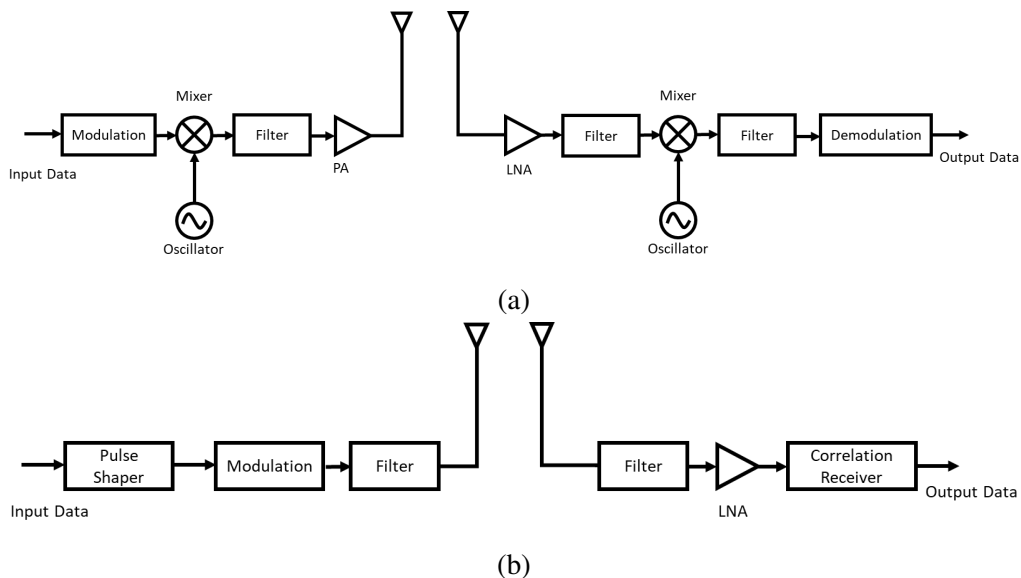 Mixer
Modulation
Filter
PA
Input Data
Oscillator
Mixer
Filter
Filter
Demodulation
LNA
Output Data
Oscillator
(a)
Pulse
Shaper
Modulation
Filter
Input Data
Filter
Correlation
Receiver
LNA
Output Data
(b)